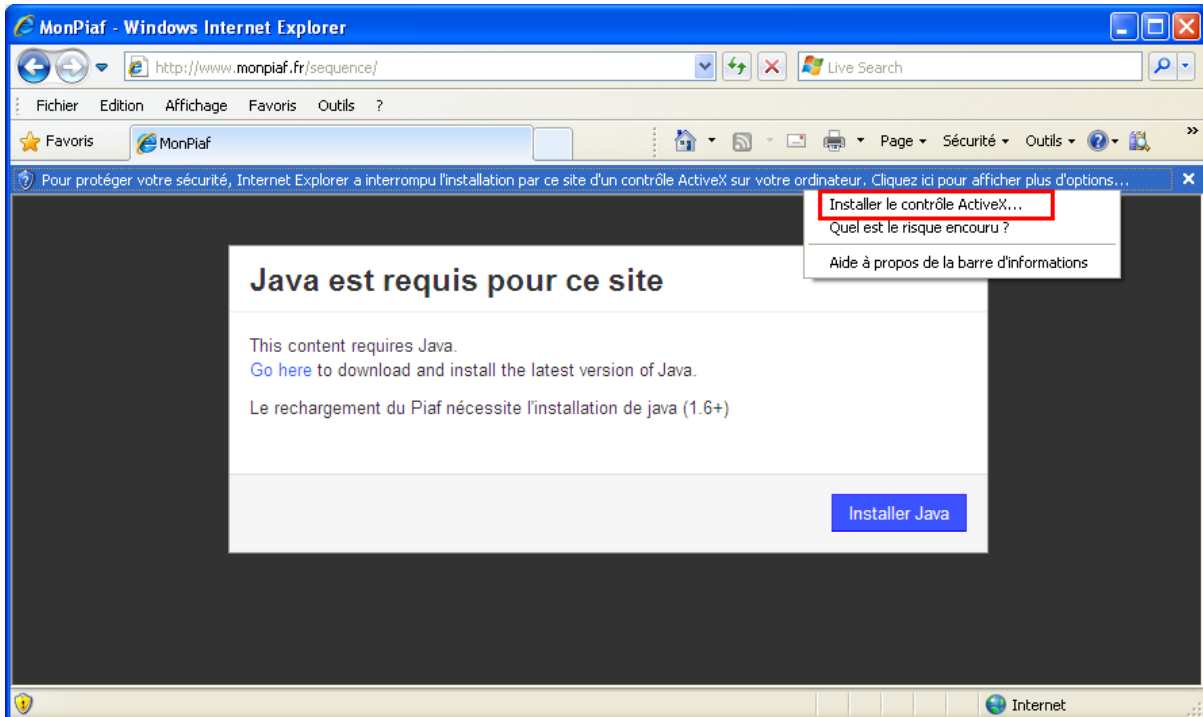 MonPiaf - Windows Internet Explorer
http://www.monpiaf.fr/sequence/
Live Search
Fichier Edition Affichage Favoris Outils ?
Favoris MonPiaf Page Sécurité Outils »
Pour protéger votre sécurité, Internet Explorer a interrompu l'installation par ce site d'un contrôle ActiveX sur votre ordinateur. Cliquez ici pour afficher plus d'options...
Installer le contrôle ActiveX...
Quel est le risque encouru ?
Aide à propos de la barre d'informations
Java est requis pour ce site
This content requires Java.
Go here to download and install the latest version of Java.
Le rechargement du Piaf nécessite l'installation de java (1.6+)
Installer Java
Internet